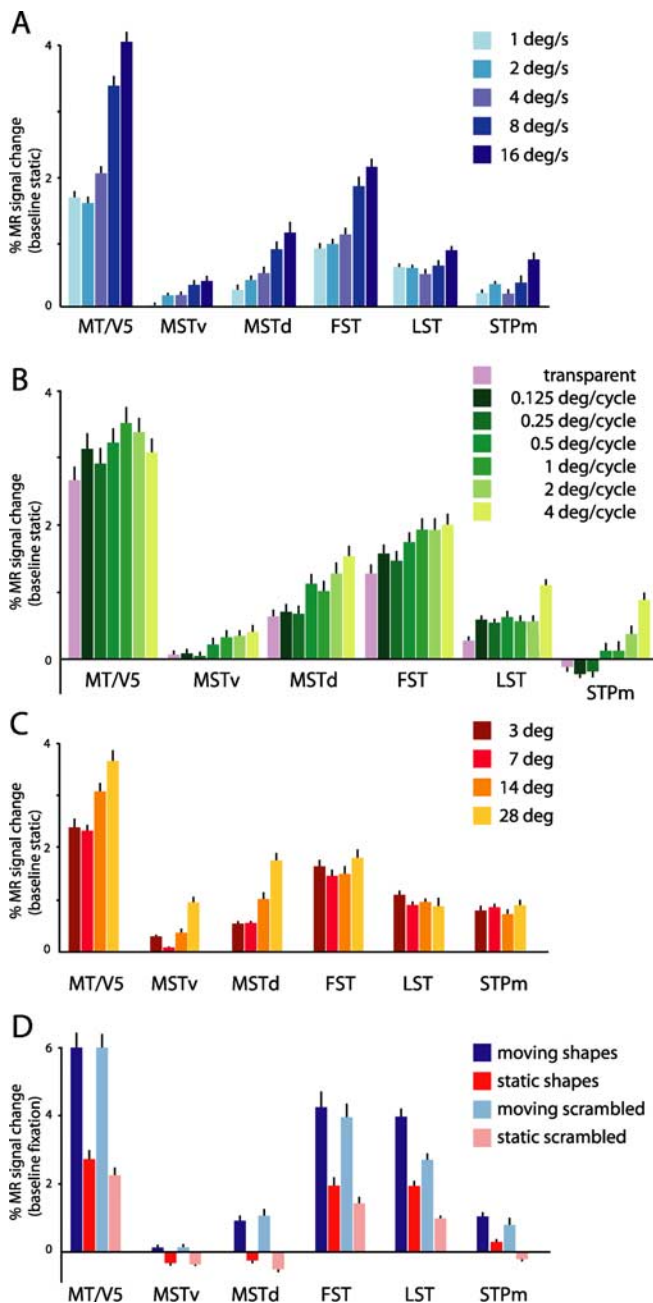 A
% MR signal change
(baseline static)
4
2
0
1 deg/s
2 deg/s
4 deg/s
8 deg/s
16 deg/s
MT/V5 MSTv MSTd FST LST STPm
B
% MR signal change
(baseline static)
4
2
0
transparent
0.125 deg/cycle
0.25 deg/cycle
0.5 deg/cycle
1 deg/cycle
2 deg/cycle
4 deg/cycle
MT/V5 MSTv MSTd FST LST STPm
C
% MR signal change
(baseline static)
4
2
0
3 deg
7 deg
14 deg
28 deg
MT/V5 MSTv MSTd FST LST STPm
D
% MR signal change
(baseline fixation)
6
4
2
0
moving shapes
static shapes
moving scrambled
static scrambled
MT/V5 MSTv MSTd FST LST STPm